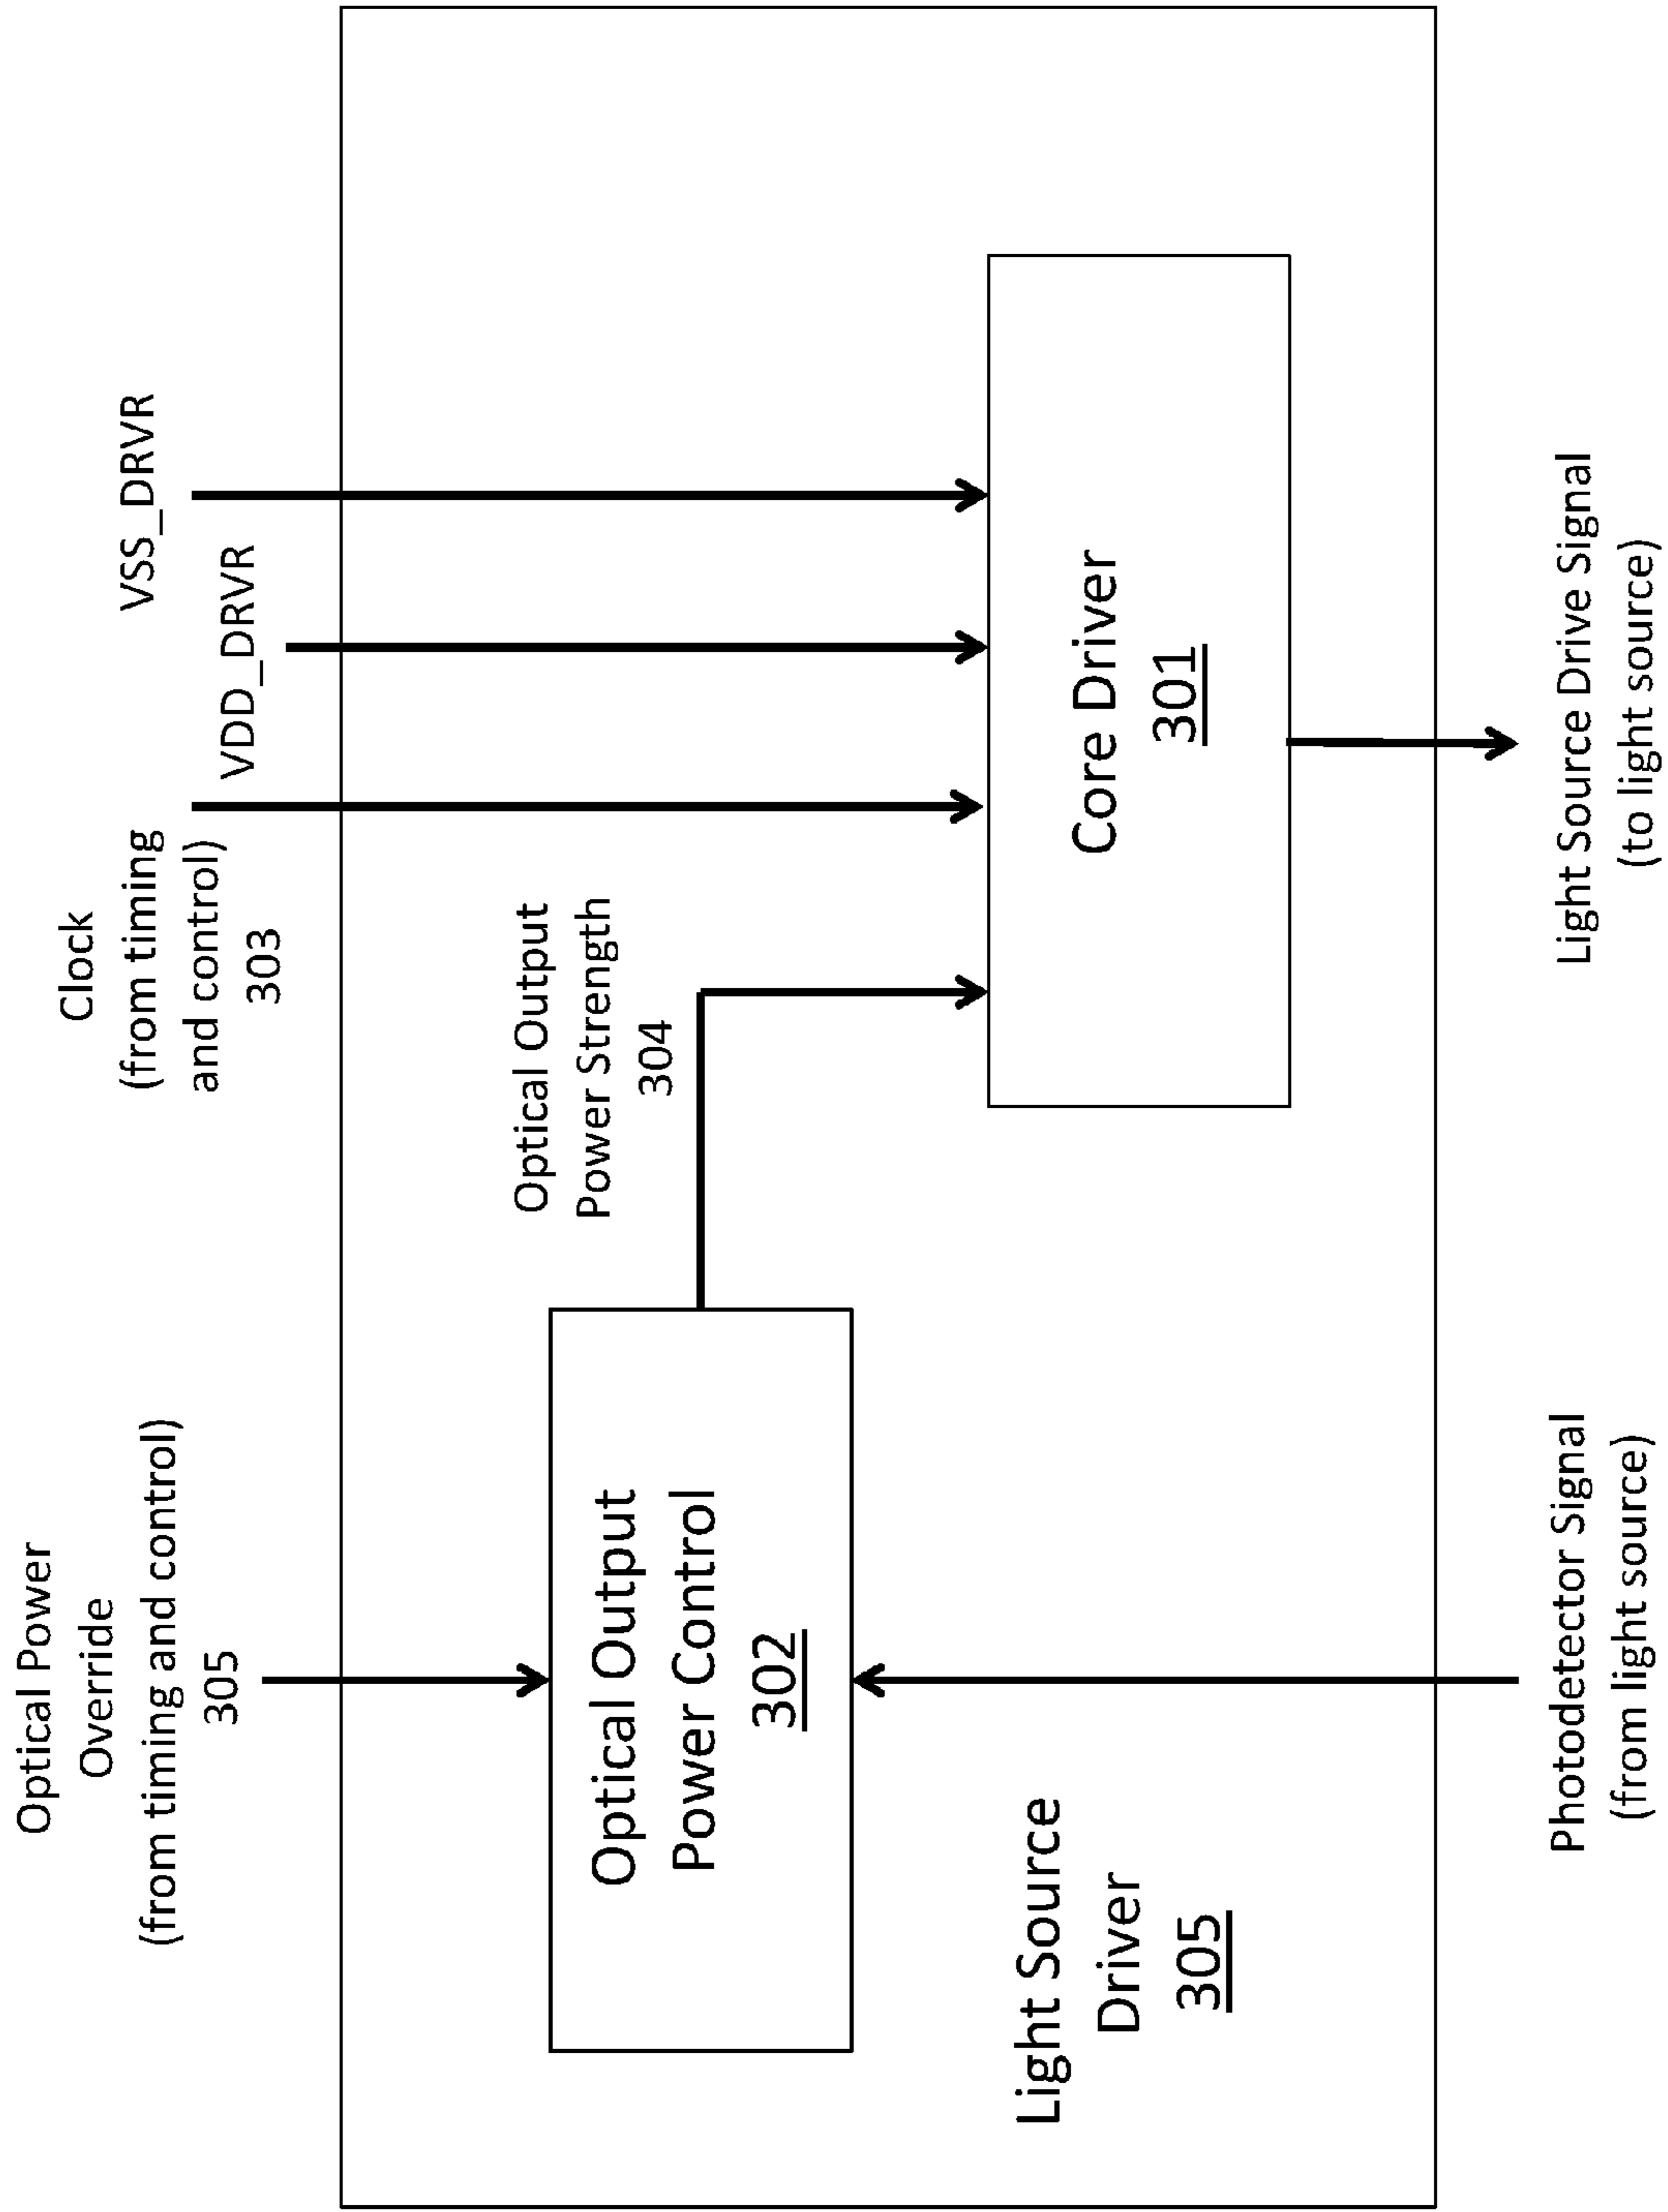 Optical Power
Override
(from timing and control)
305
Clock
(from timing
and control)
303
VDD_DRVR
VSS_DRVR
Optical Output
Power Strength
304
Optical Output
Power Control
302
Core Driver
301
Light Source
Driver
305
Photodetector Signal
(from light source)
Light Source Drive Signal
(to light source)